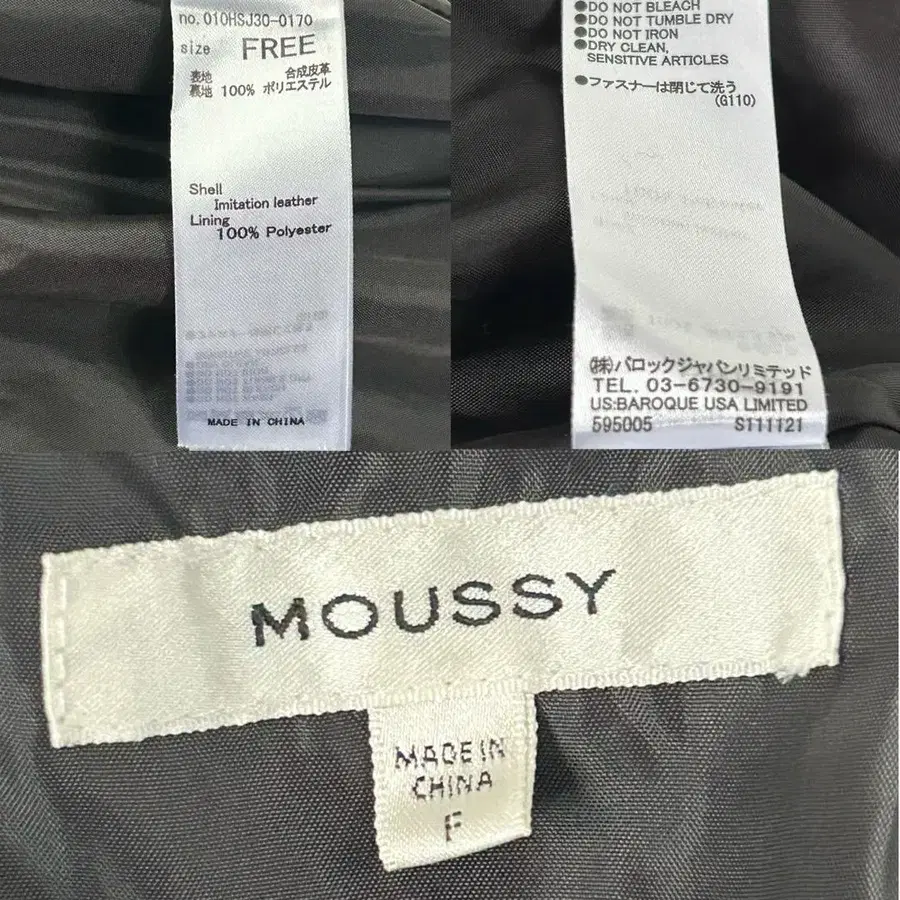 no.010HSJ30-0170
size FREE
表地 合成皮革
裏地 100% ポリエステル
Shell
Imitation leather
Lining
100% Polyester
MADE IN CHINA
●DO NOT BLEACH
●DO NOT TUMBLE DRY
●DO NOT IRON
●DRY CLEAN,
SENSITIVE ARTICLES
●ファスナーは閉じて洗う
(G110)
(株)バロックジャパンリミテッド
TEL. 03-6730-9191
US:BAROQUE USA LIMITED
595005 S111121
MOUSSY
MADE IN
CHINA
F